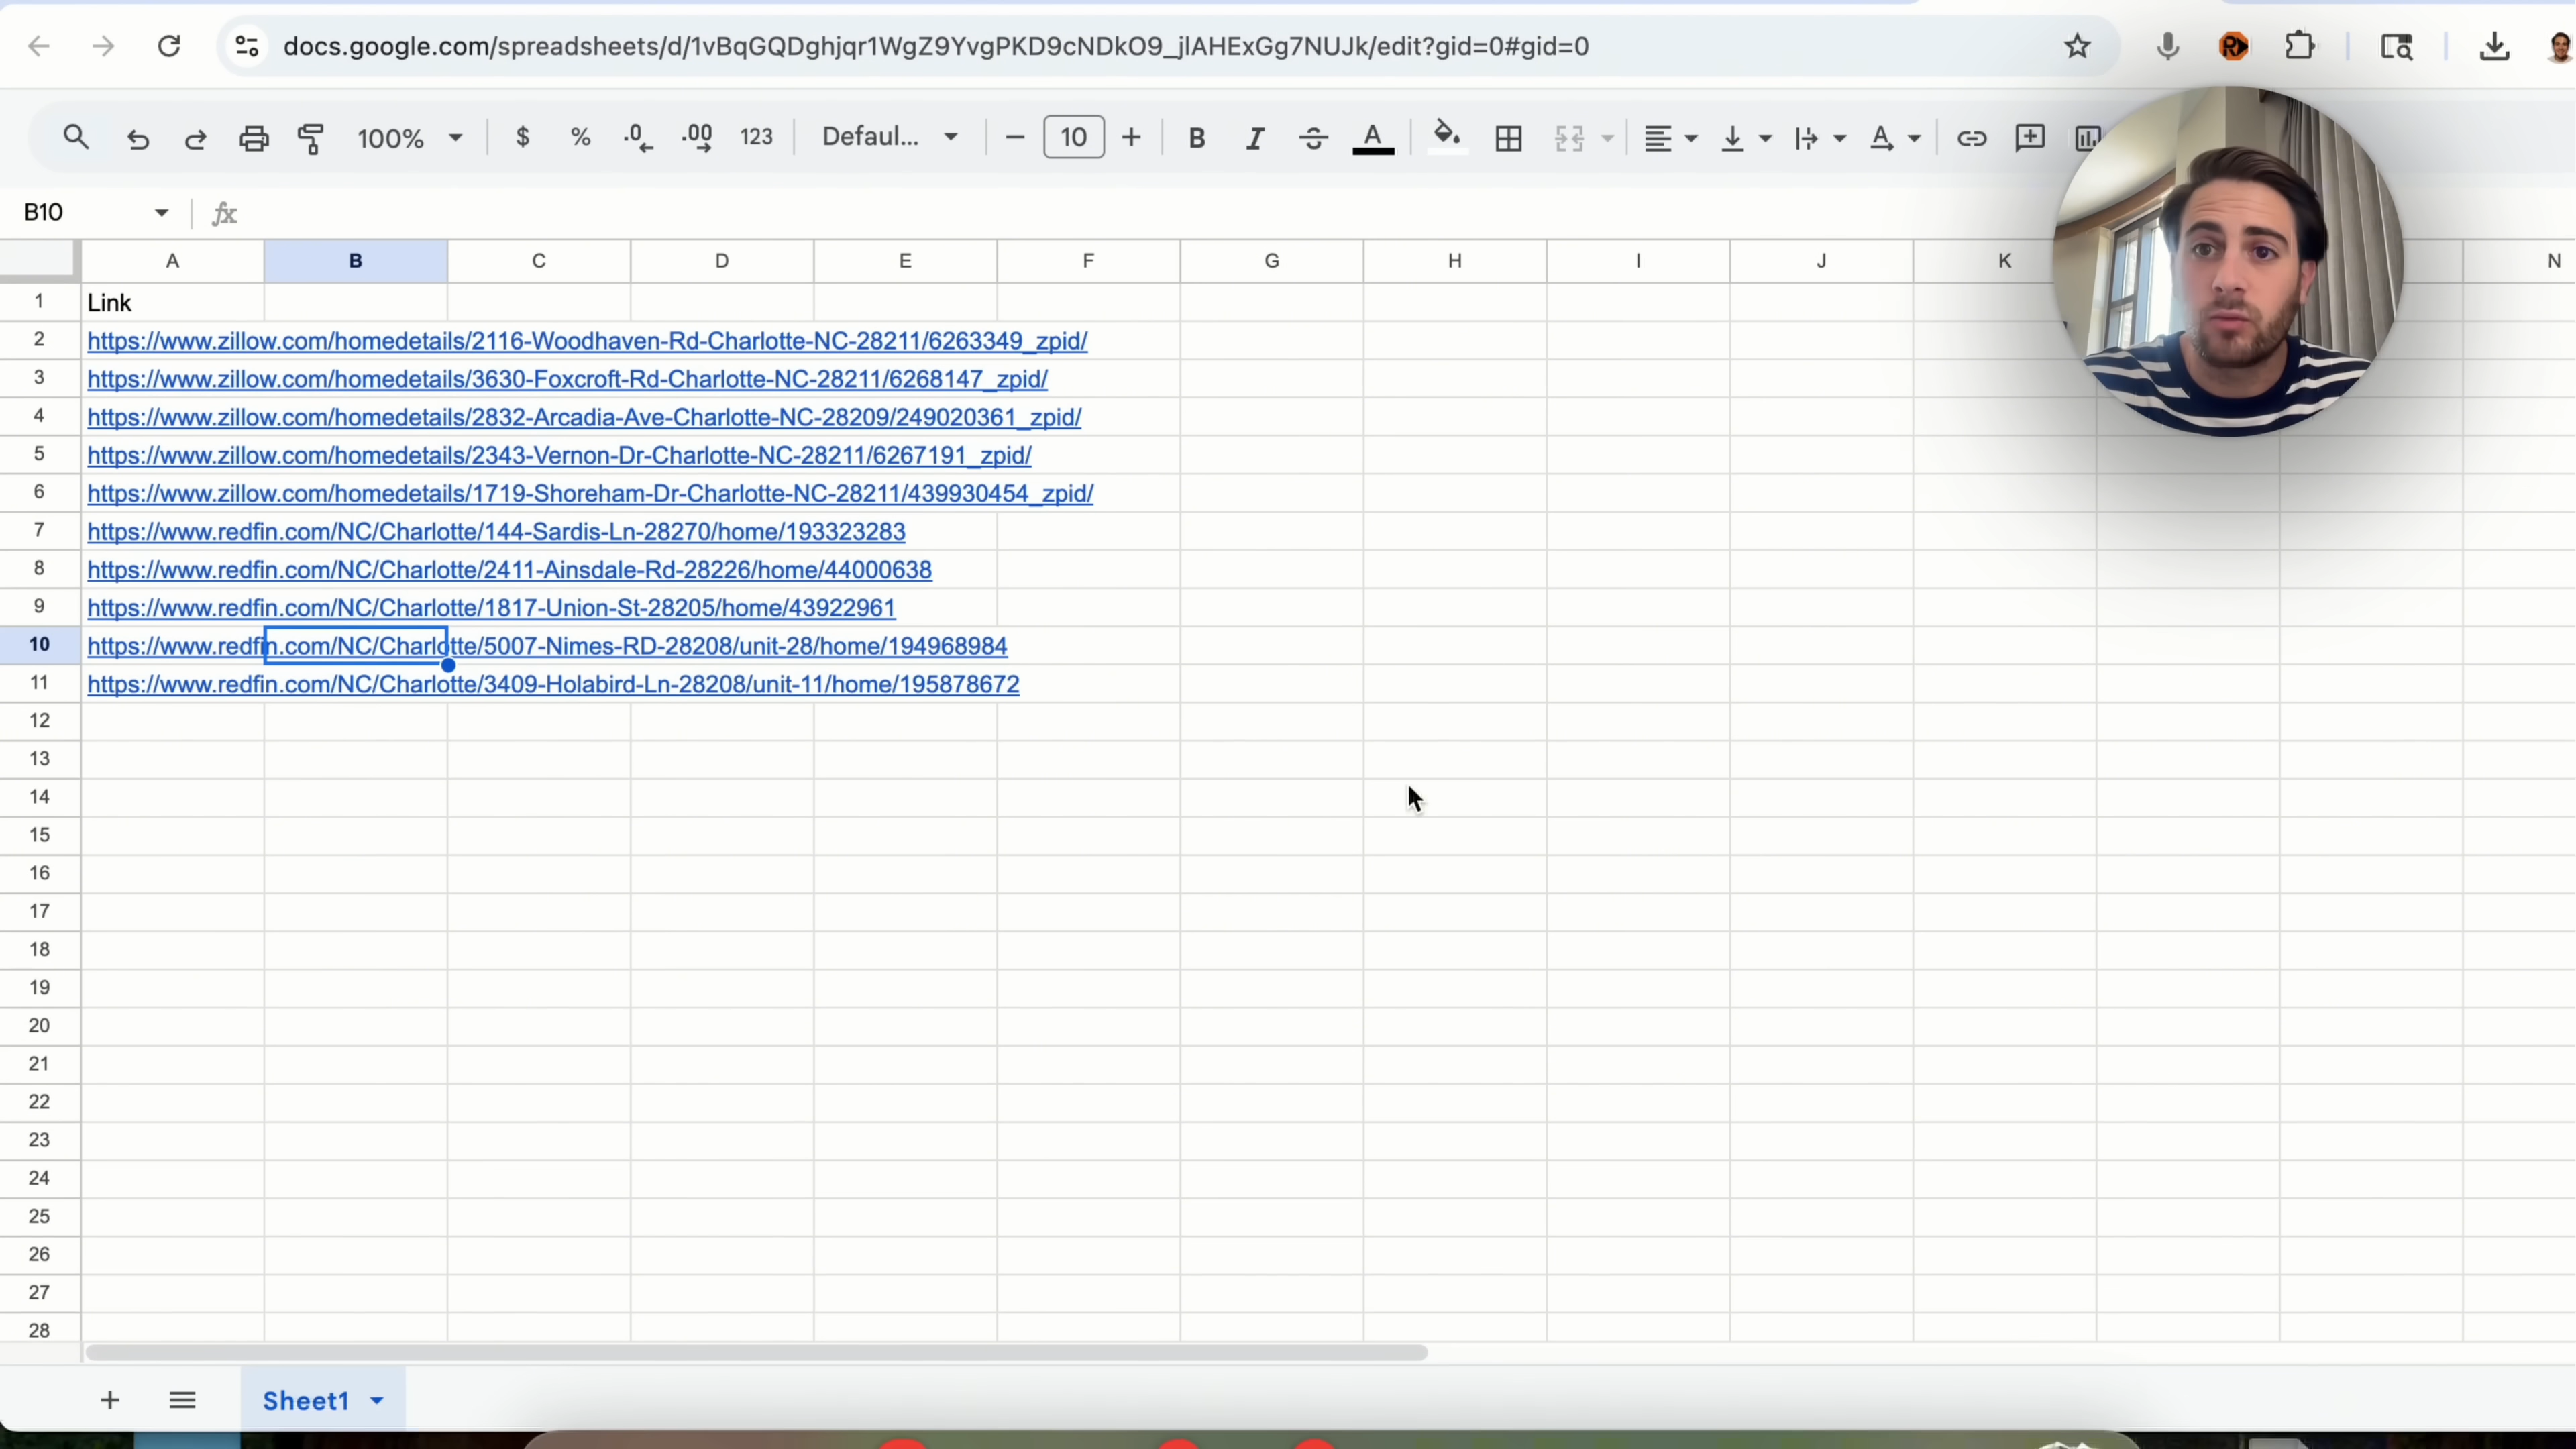 docs.google.com/spreadsheets/d/1vBqGQDghjqr1WgZ9YvgPKD9cNDkO9_jlAHExGg7NUJk/edit?gid=0#gid=0
100% $ % .0 .00 123 Defaul... 10 B I A A
B10 fx
A B C D E F G H I J K N
1 Link
2 https://www.zillow.com/homedetails/2116-Woodhaven-Rd-Charlotte-NC-28211/6263349_zpid/
3 https://www.zillow.com/homedetails/3630-Foxcroft-Rd-Charlotte-NC-28211/6268147_zpid/
4 https://www.zillow.com/homedetails/2832-Arcadia-Ave-Charlotte-NC-28209/249020361_zpid/
5 https://www.zillow.com/homedetails/2343-Vernon-Dr-Charlotte-NC-28211/6267191_zpid/
6 https://www.zillow.com/homedetails/1719-Shoreham-Dr-Charlotte-NC-28211/439930454_zpid/
7 https://www.redfin.com/NC/Charlotte/144-Sardis-Ln-28270/home/193323283
8 https://www.redfin.com/NC/Charlotte/2411-Ainsdale-Rd-28226/home/44000638
9 https://www.redfin.com/NC/Charlotte/1817-Union-St-28205/home/43922961
10 https://www.redfin.com/NC/Charlotte/5007-Nimes-RD-28208/unit-28/home/194968984
11 https://www.redfin.com/NC/Charlotte/3409-Holabird-Ln-28208/unit-11/home/195878672
12
13
14
15
16
17
18
19
20
21
22
23
24
25
26
27
28
Sheet1